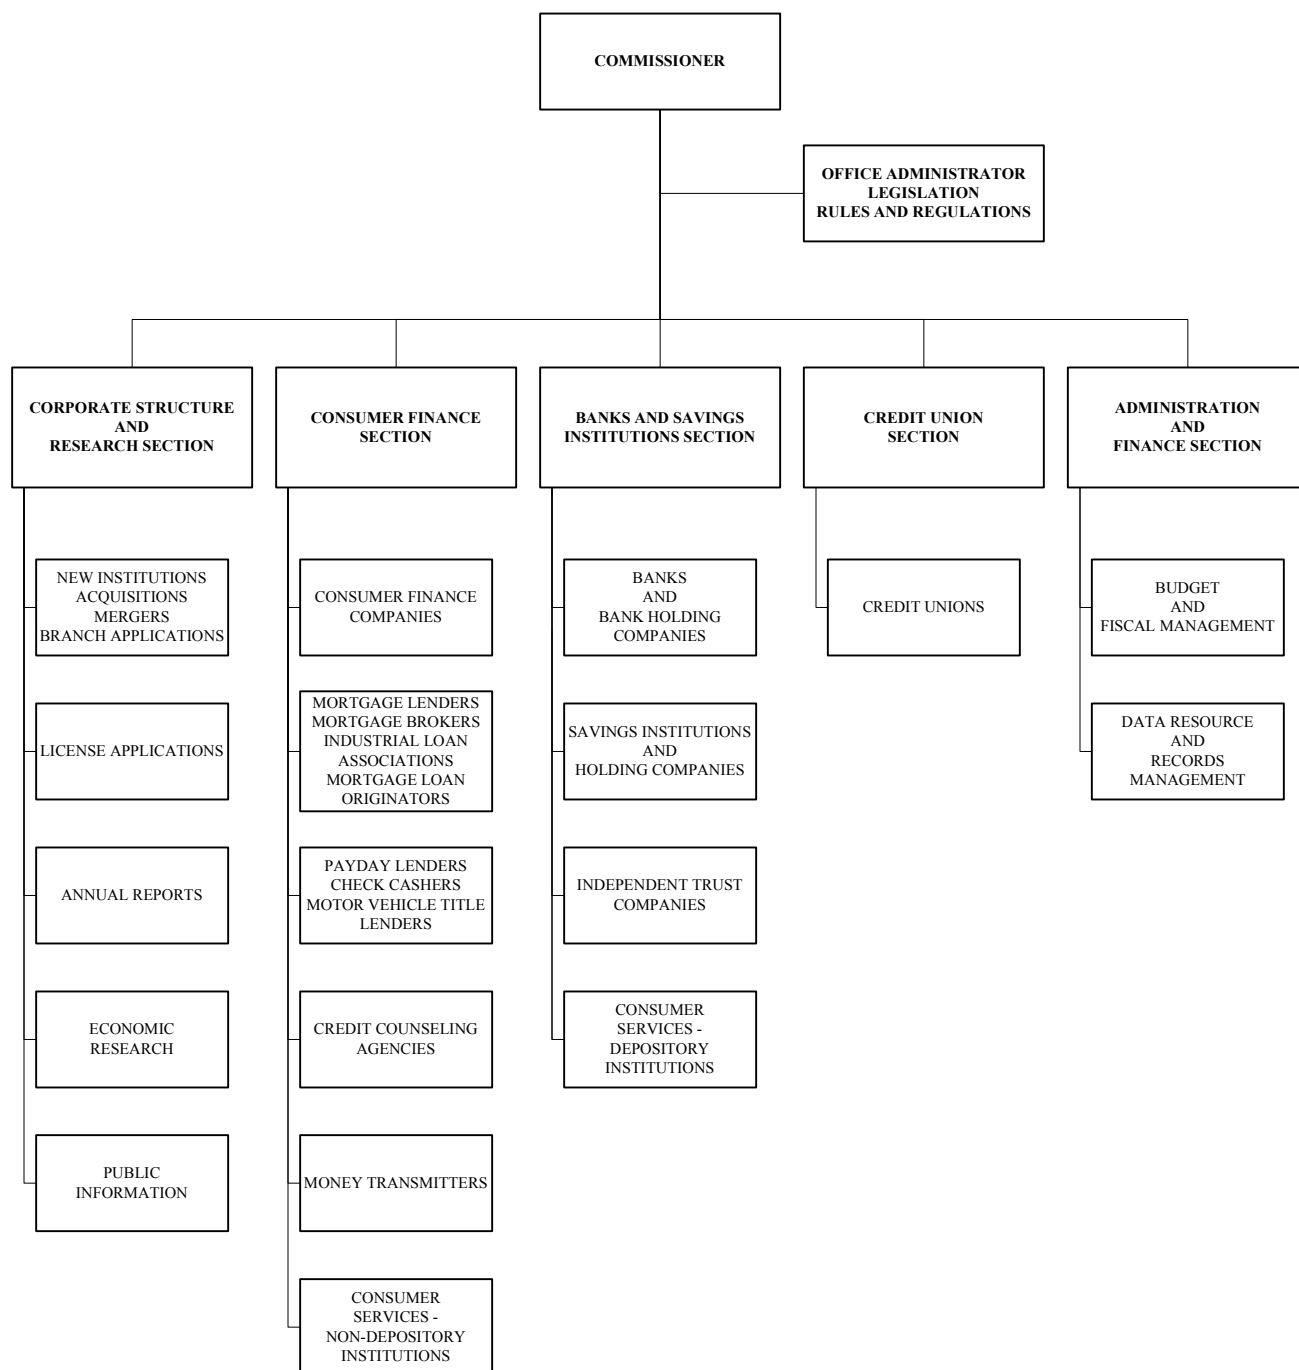 COMMISSIONER
OFFICE ADMINISTRATOR
LEGISLATION
RULES AND REGULATIONS
CORPORATE STRUCTURE
AND
RESEARCH SECTION
CONSUMER FINANCE
SECTION
BANKS AND SAVINGS
INSTITUTIONS SECTION
CREDIT UNION
SECTION
ADMINISTRATION
AND
FINANCE SECTION
NEW INSTITUTIONS
ACQUISITIONS
MERGERS
BRANCH APPLICATIONS
LICENSE APPLICATIONS
ANNUAL REPORTS
ECONOMIC
RESEARCH
PUBLIC
INFORMATION
CONSUMER FINANCE
COMPANIES
MORTGAGE LENDERS
MORTGAGE BROKERS
INDUSTRIAL LOAN
ASSOCIATIONS
MORTGAGE LOAN
ORIGINATORS
PAYDAY LENDERS
CHECK CASHERS
MOTOR VEHICLE TITLE
LENDERS
CREDIT COUNSELING
AGENCIES
MONEY TRANSMITTERS
CONSUMER
SERVICES -
NON-DEPOSITORY
INSTITUTIONS
BANKS
AND
BANK HOLDING
COMPANIES
SAVINGS INSTITUTIONS
AND
HOLDING COMPANIES
INDEPENDENT TRUST
COMPANIES
CONSUMER
SERVICES -
DEPOSITORY
INSTITUTIONS
CREDIT UNIONS
BUDGET
AND
FISCAL MANAGEMENT
DATA RESOURCE
AND
RECORDS
MANAGEMENT